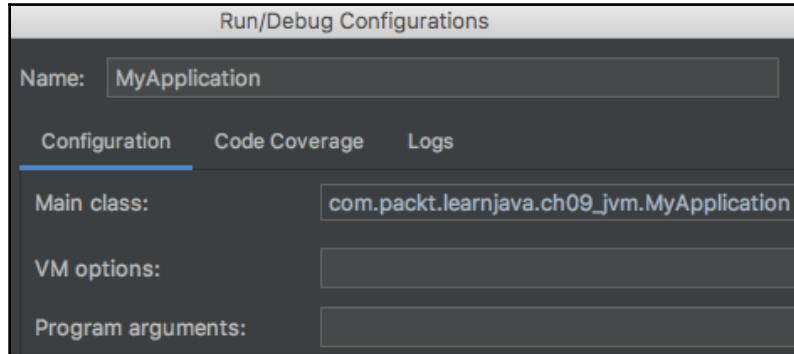 Run/Debug Configurations
Name: MyApplication
Configuration Code Coverage Logs
Main class: com.packt.learnjava.ch09_jvm.MyApplication
VM options:
Program arguments: